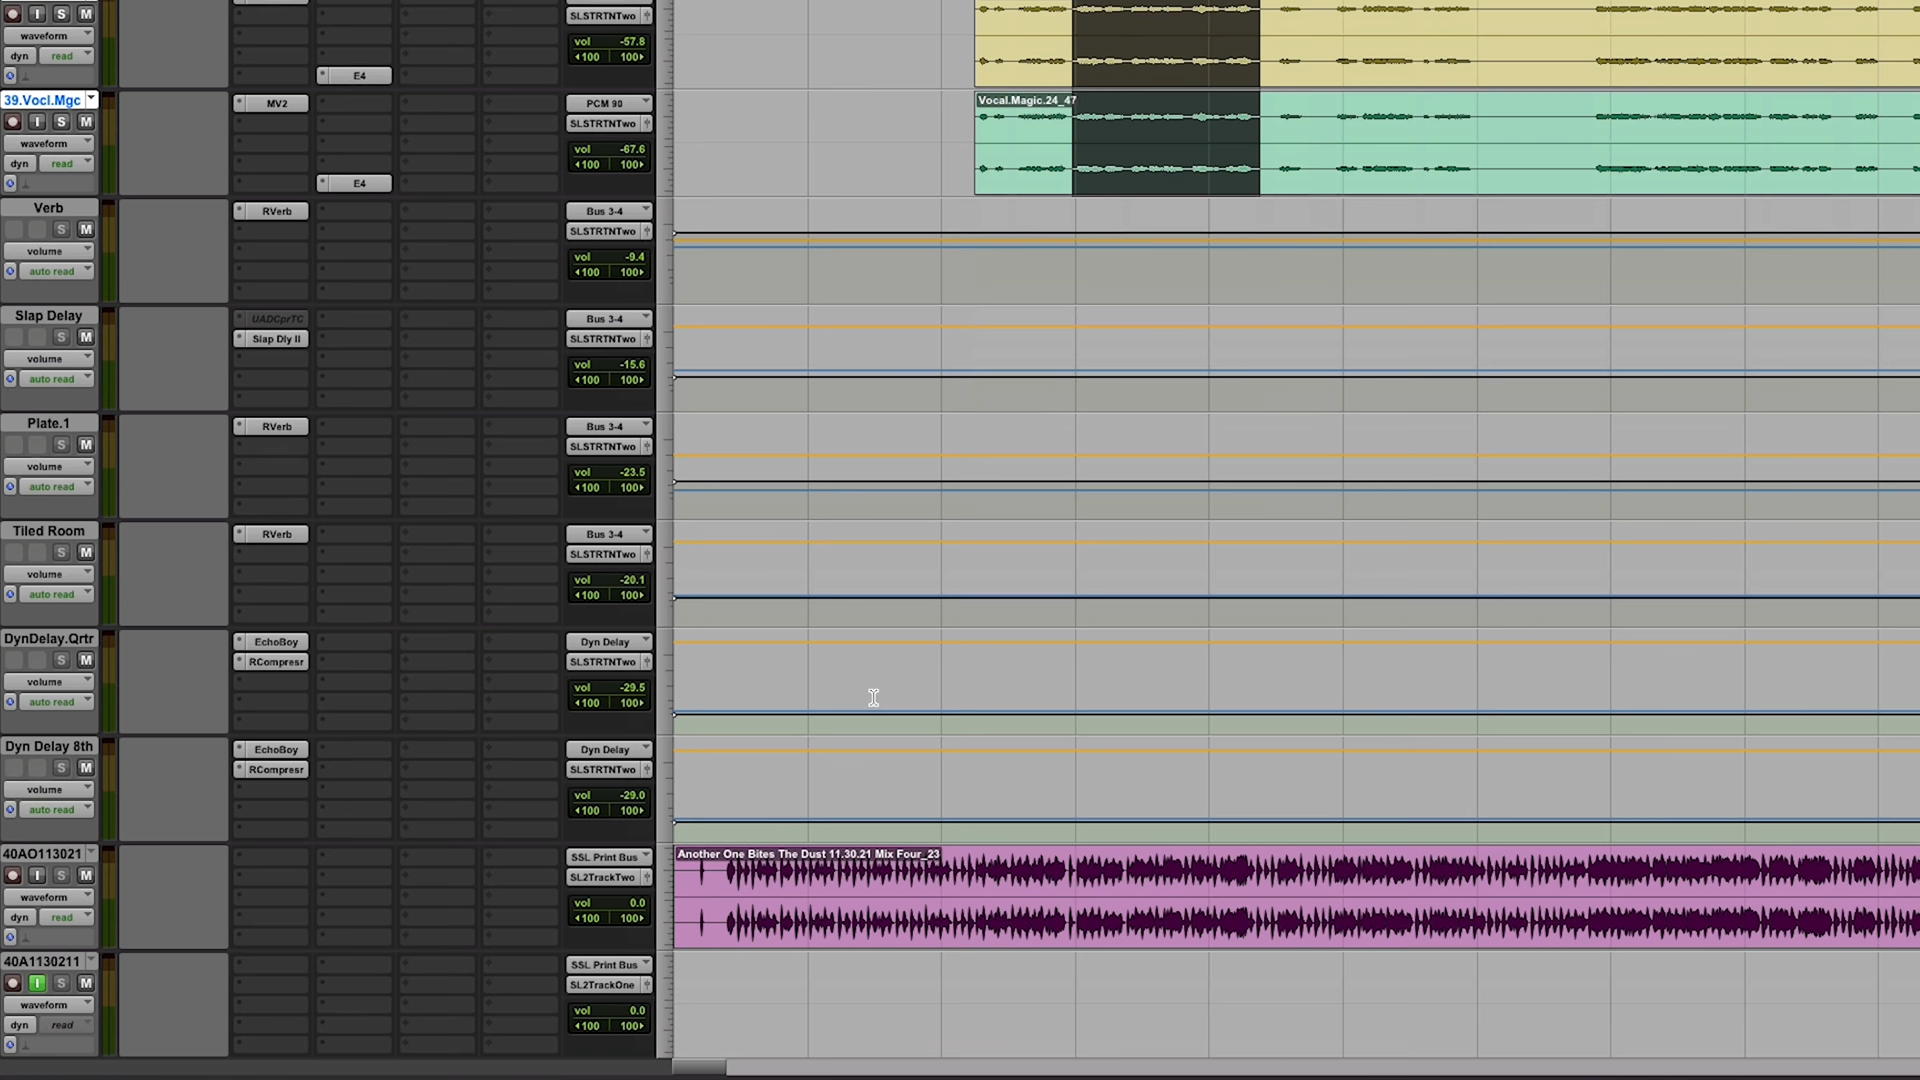 I S M
SLSTRTNTwo
waveform
vol -57.8
dyn read
100 100
E4
39.Vocl.Mgc
MV2
PCM 90
Vocal.Magic.24_47
I S M
SLSTRTNTwo
waveform
vol -67.6
dyn read
100 100
E4
Verb
RVerb
Bus 3-4
S M
SLSTRTNTwo
volume
vol -9.4
auto read
100 100
Slap Delay
UADCprTC
Bus 3-4
S M
Slap Dly II
SLSTRTNTwo
volume
vol -15.6
auto read
100 100
Plate.1
RVerb
Bus 3-4
S M
SLSTRTNTwo
volume
vol -23.5
auto read
100 100
Tiled Room
RVerb
Bus 3-4
S M
SLSTRTNTwo
volume
vol -20.1
auto read
100 100
DynDelay.Qrtr
EchoBoy
Dyn Delay
S M
RCompresr
SLSTRTNTwo
volume
vol -29.5
auto read
100 100
Dyn Delay 8th
EchoBoy
Dyn Delay
S M
RCompresr
SLSTRTNTwo
volume
vol -29.0
auto read
100 100
40AO113021
SSL Print Bus
Another One Bites The Dust 11.30.21 Mix Four_23
I S M
SL2TrackTwo
waveform
vol 0.0
dyn read
100 100
40A1130211
SSL Print Bus
I S M
SL2TrackOne
waveform
vol 0.0
dyn read
100 100